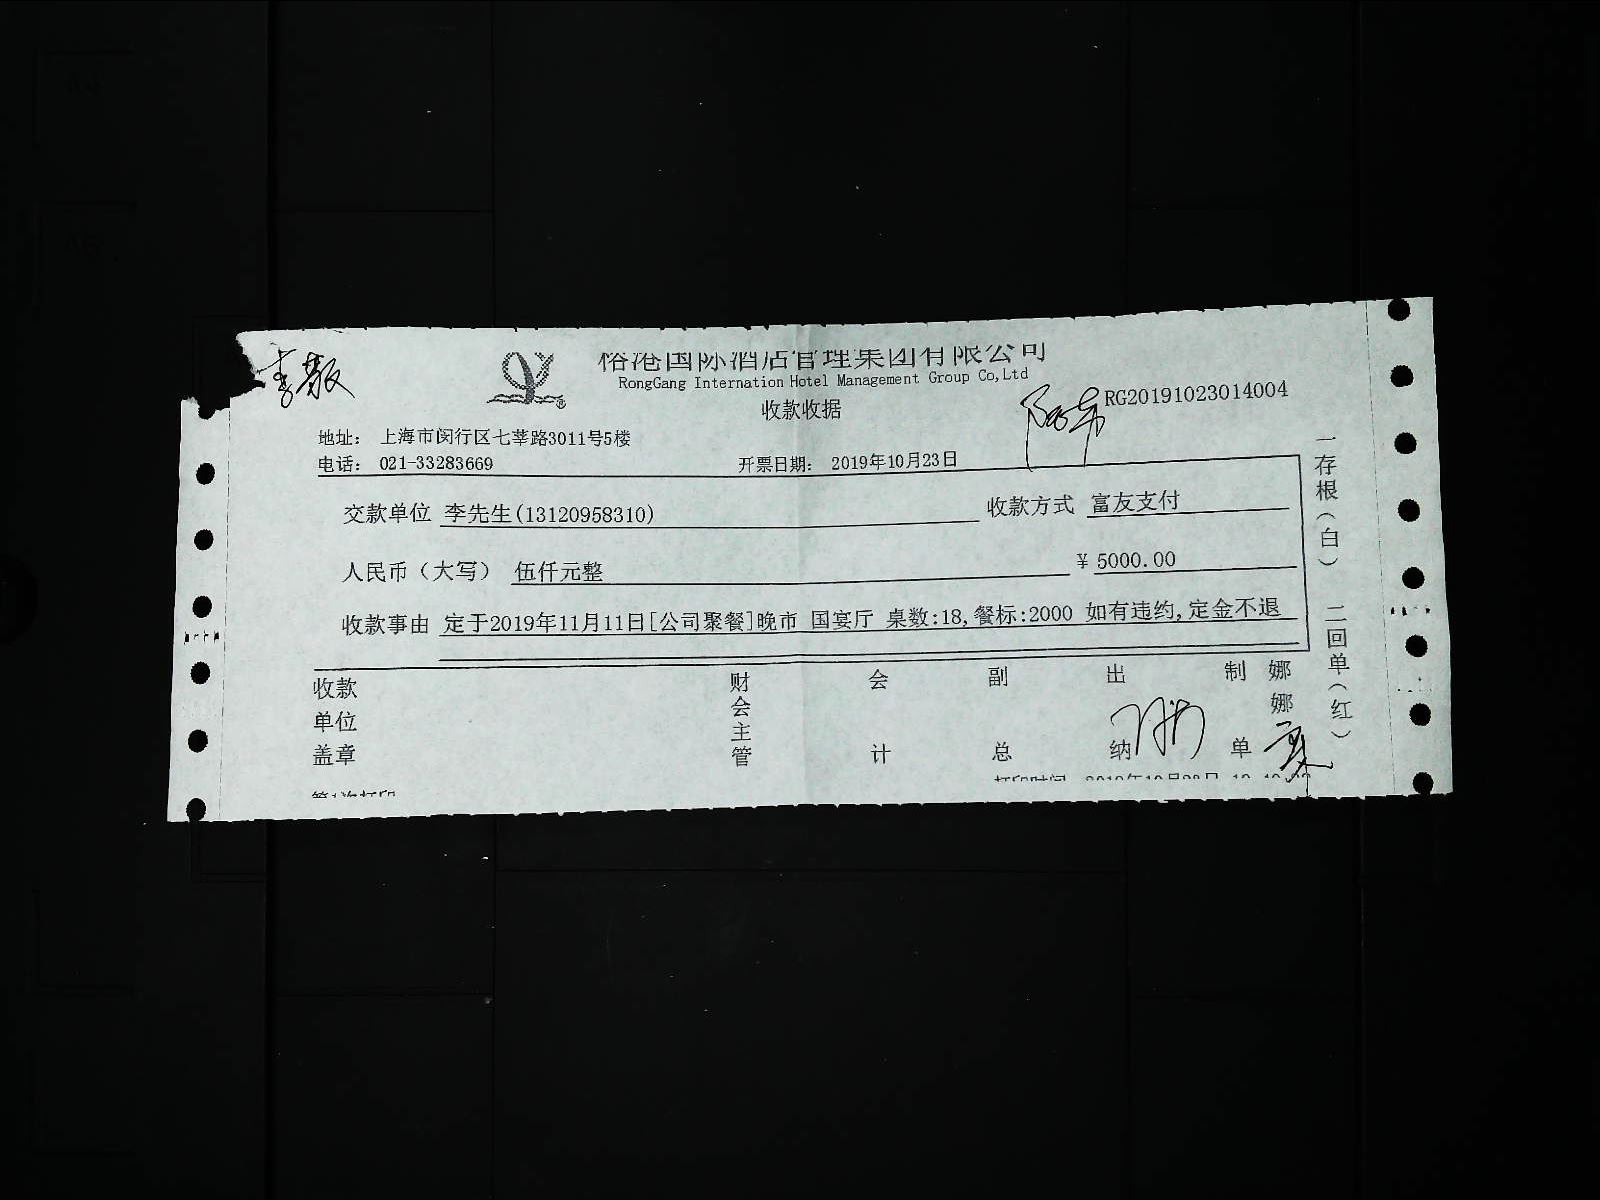 国际酒店管理集团有限公司
RongGang Internation Hotel Management Group Co,Ltd
收款收据
RG20191023014004
地址： 上海市闵行区七莘路3011号5楼
电话： 021-33283669 开票日期： 2019年10月23日
交款单位 李先生(13120958310) 收款方式 富友支付
人民币（大写） 伍仟元整 ¥ 5000.00
收款事由 定于2019年11月11日[公司聚餐]晚市 国宴厅 桌数:18,餐标:2000 如有违约,定金不退
收款单位盖章 财会主管 会计 副总 出纳 制单 娜娜
一存根（白） 二回单（红）